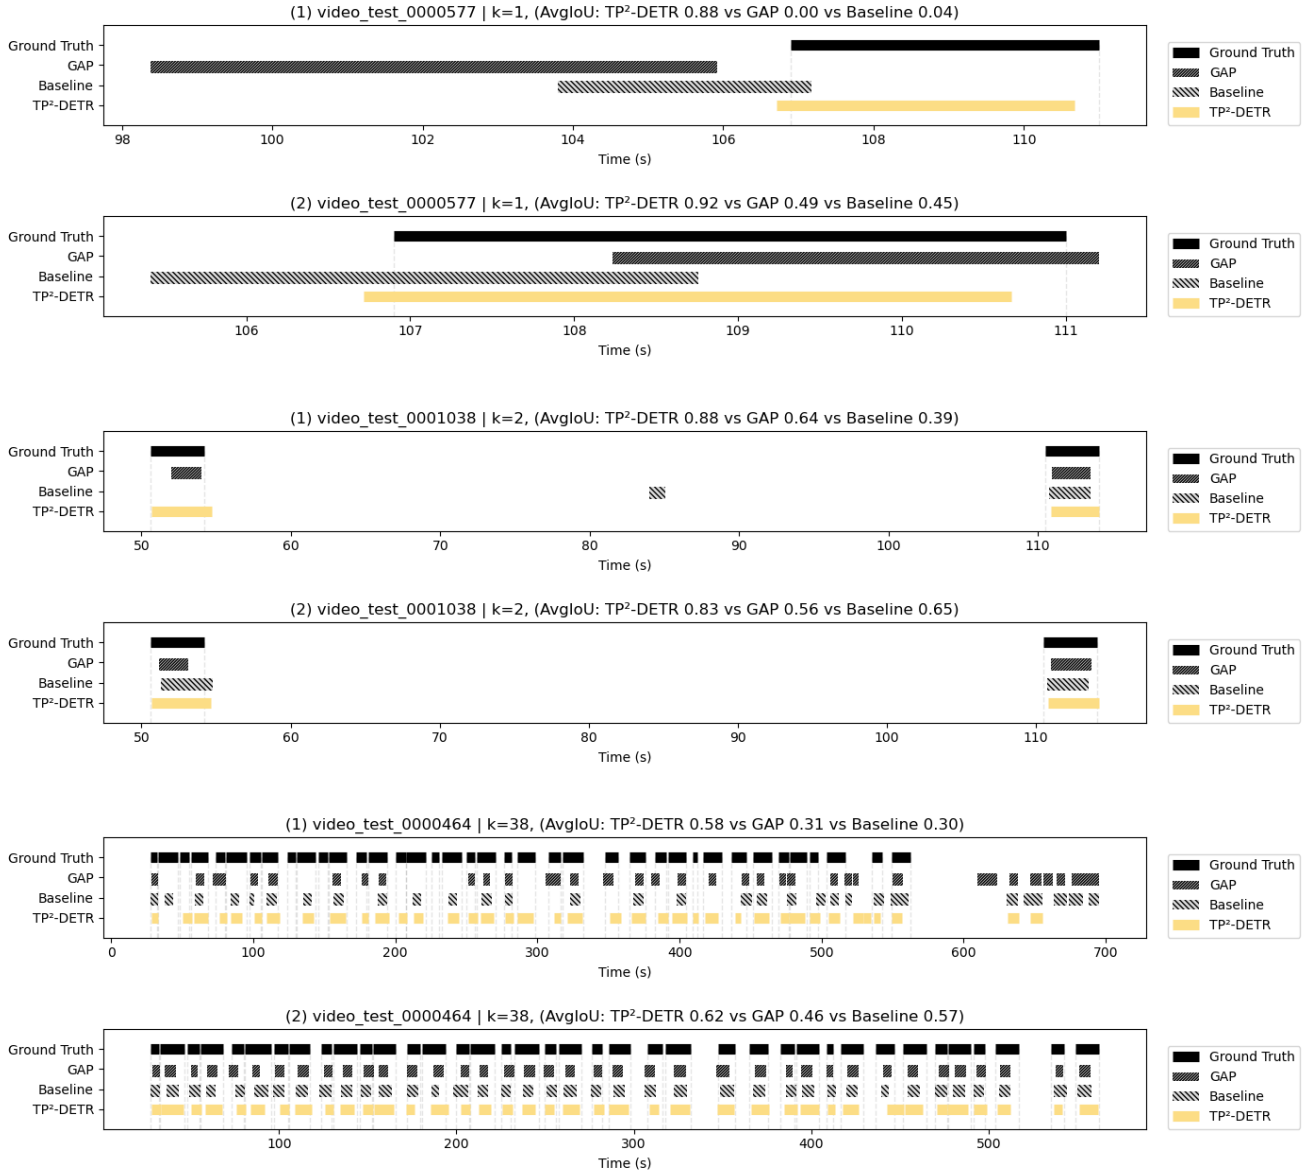 (1) video_test_0000577 | k=1, (AvgIoU: TP²-DETR 0.88 vs GAP 0.00 vs Baseline 0.04)
Ground Truth
GAP
Baseline
TP²-DETR
98 100 102 104 106 108 110
Time (s)
Ground Truth
GAP
Baseline
TP²-DETR
(2) video_test_0000577 | k=1, (AvgIoU: TP²-DETR 0.92 vs GAP 0.49 vs Baseline 0.45)
Ground Truth
GAP
Baseline
TP²-DETR
106 107 108 109 110 111
Time (s)
Ground Truth
GAP
Baseline
TP²-DETR
(1) video_test_0001038 | k=2, (AvgIoU: TP²-DETR 0.88 vs GAP 0.64 vs Baseline 0.39)
Ground Truth
GAP
Baseline
TP²-DETR
50 60 70 80 90 100 110
Time (s)
Ground Truth
GAP
Baseline
TP²-DETR
(2) video_test_0001038 | k=2, (AvgIoU: TP²-DETR 0.83 vs GAP 0.56 vs Baseline 0.65)
Ground Truth
GAP
Baseline
TP²-DETR
50 60 70 80 90 100 110
Time (s)
Ground Truth
GAP
Baseline
TP²-DETR
(1) video_test_0000464 | k=38, (AvgIoU: TP²-DETR 0.58 vs GAP 0.31 vs Baseline 0.30)
Ground Truth
GAP
Baseline
TP²-DETR
0 100 200 300 400 500 600 700
Time (s)
Ground Truth
GAP
Baseline
TP²-DETR
(2) video_test_0000464 | k=38, (AvgIoU: TP²-DETR 0.62 vs GAP 0.46 vs Baseline 0.57)
Ground Truth
GAP
Baseline
TP²-DETR
100 200 300 400 500
Time (s)
Ground Truth
GAP
Baseline
TP²-DETR